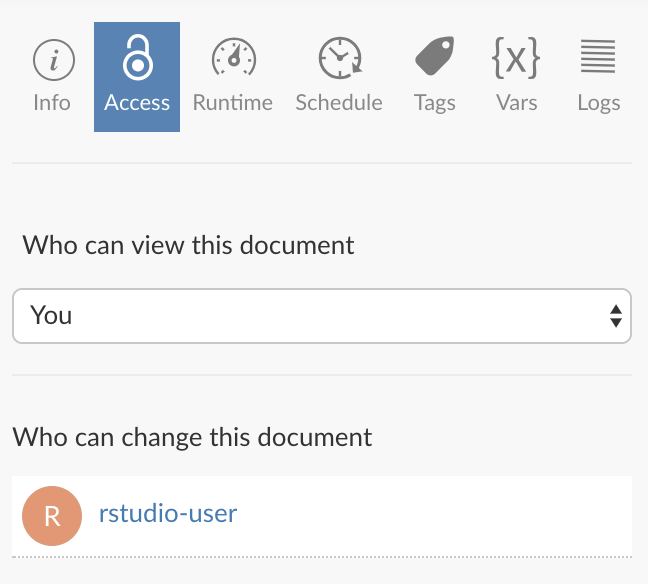 i
{x}
Info Access Runtime Schedule Tags Vars Logs
Who can view this document
You
Who can change this document
R rstudio-user